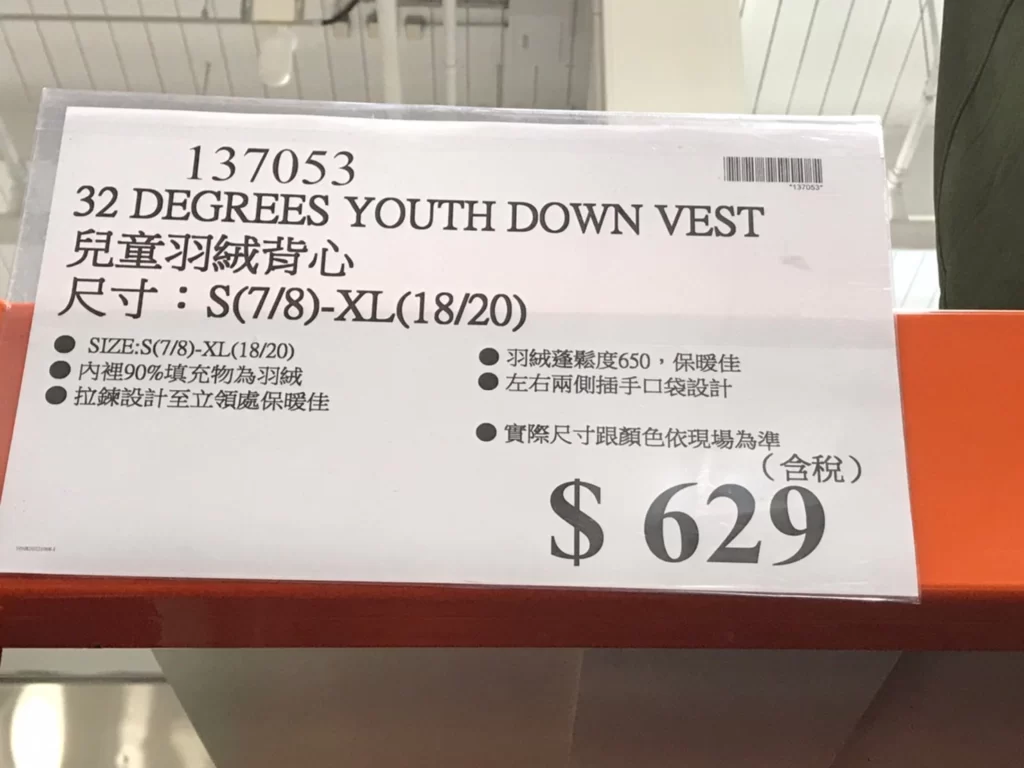 137053
*137053*
32 DEGREES YOUTH DOWN VEST
兒童羽絨背心
尺寸：S(7/8)-XL(18/20)
● SIZE:S(7/8)-XL(18/20)
● 內裡90%填充物為羽絨
● 拉鍊設計至立領處保暖佳
● 羽絨蓬鬆度650，保暖佳
● 左右兩側插手口袋設計
● 實際尺寸跟顏色依現場為準
（含稅）
$ 629